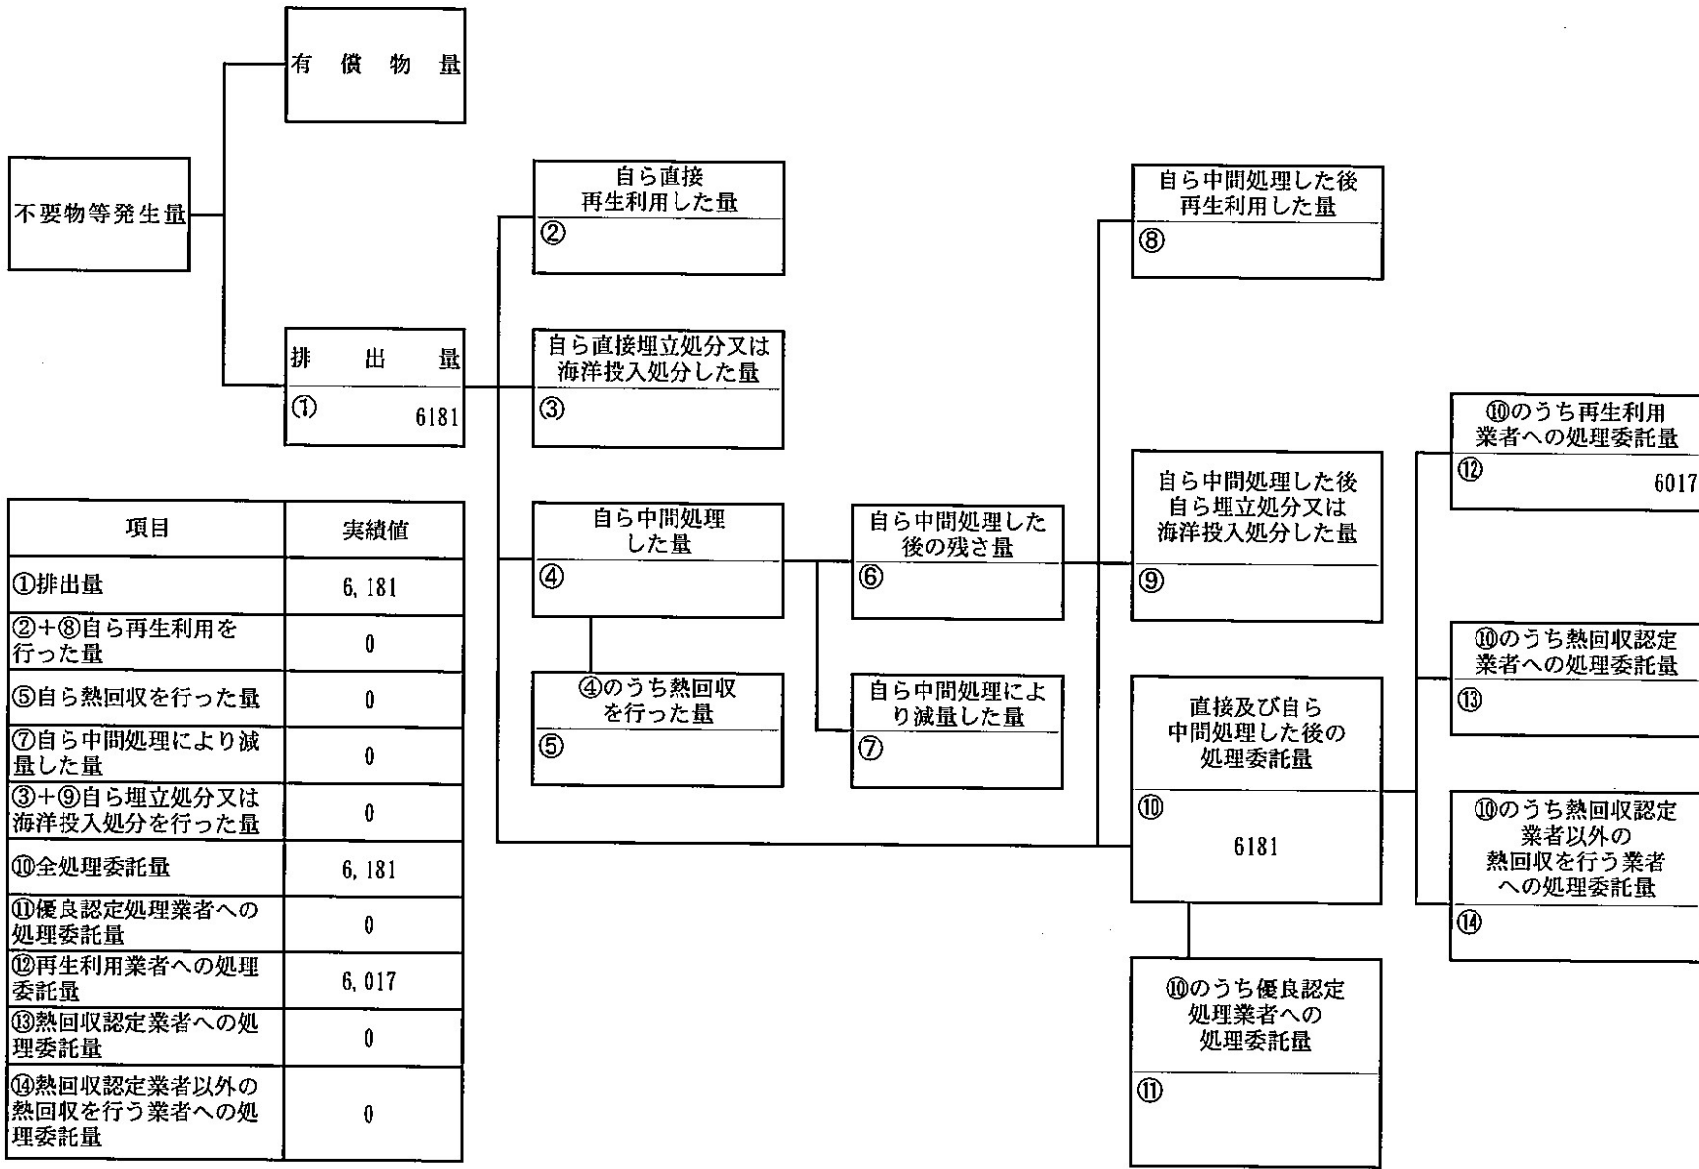 有償物量
不要物等発生量
排出量
① 6181
自ら直接
再生利用した量
②
自ら直接埋立処分又は
海洋投入処分した量
③
自ら中間処理
した量
④
④のうち熱回収
を行った量
⑤
自ら中間処理した
後の残さ量
⑥
自ら中間処理によ
り減量した量
⑦
自ら中間処理した後
再生利用した量
⑧
自ら中間処理した後
自ら埋立処分又は
海洋投入処分した量
⑨
直接及び自ら
中間処理した後の
処理委託量
⑩
6181
⑩のうち優良認定
処理業者への
処理委託量
⑪
⑩のうち再生利用
業者への処理委託量
⑫ 6017
⑩のうち熱回収認定
業者への処理委託量
⑬
⑩のうち熱回収認定
業者以外の
熱回収を行う業者
への処理委託量
⑭
項目 実績値
①排出量 6,181
②+⑧自ら再生利用を
行った量 0
⑤自ら熱回収を行った量 0
⑦自ら中間処理により減
量した量 0
③+⑨自ら埋立処分又は
海洋投入処分を行った量 0
⑩全処理委託量 6,181
⑪優良認定処理業者への
処理委託量 0
⑫再生利用業者への処理
委託量 6,017
⑬熱回収認定業者への処
理委託量 0
⑭熱回収認定業者以外の
熱回収を行う業者への処
理委託量 0